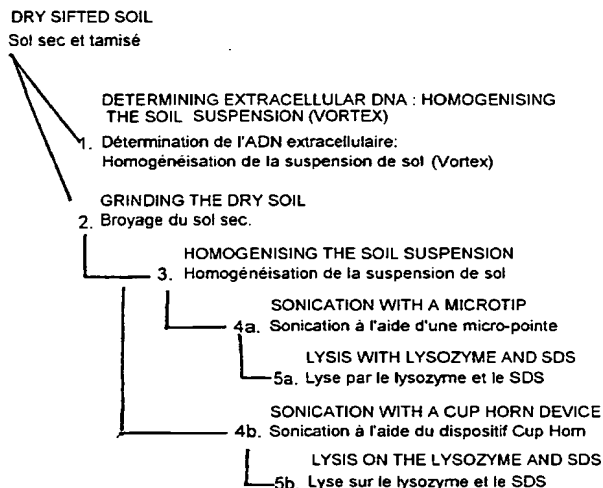 DRY SIFTED SOIL
Sol sec et tamisé
DETERMINING EXTRACELLULAR DNA : HOMOGENISING
THE SOIL SUSPENSION (VORTEX)
1. Détermination de l'ADN extracellulaire:
Homogénéisation de la suspension de sol (Vortex)
GRINDING THE DRY SOIL
2. Broyage du sol sec.
HOMOGENISING THE SOIL SUSPENSION
3. Homogénéisation de la suspension de sol
SONICATION WITH A MICROTIP
4a. Sonication à l'aide d'une micro-pointe
LYSIS WITH LYSOZYME AND SDS
5a. Lyse par le lysozyme et le SDS
SONICATION WITH A CUP HORN DEVICE
4b. Sonication à l'aide du dispositif Cup Horn
LYSIS ON THE LYSOZYME AND SDS
5b. Lyse sur le lysozyme et le SDS